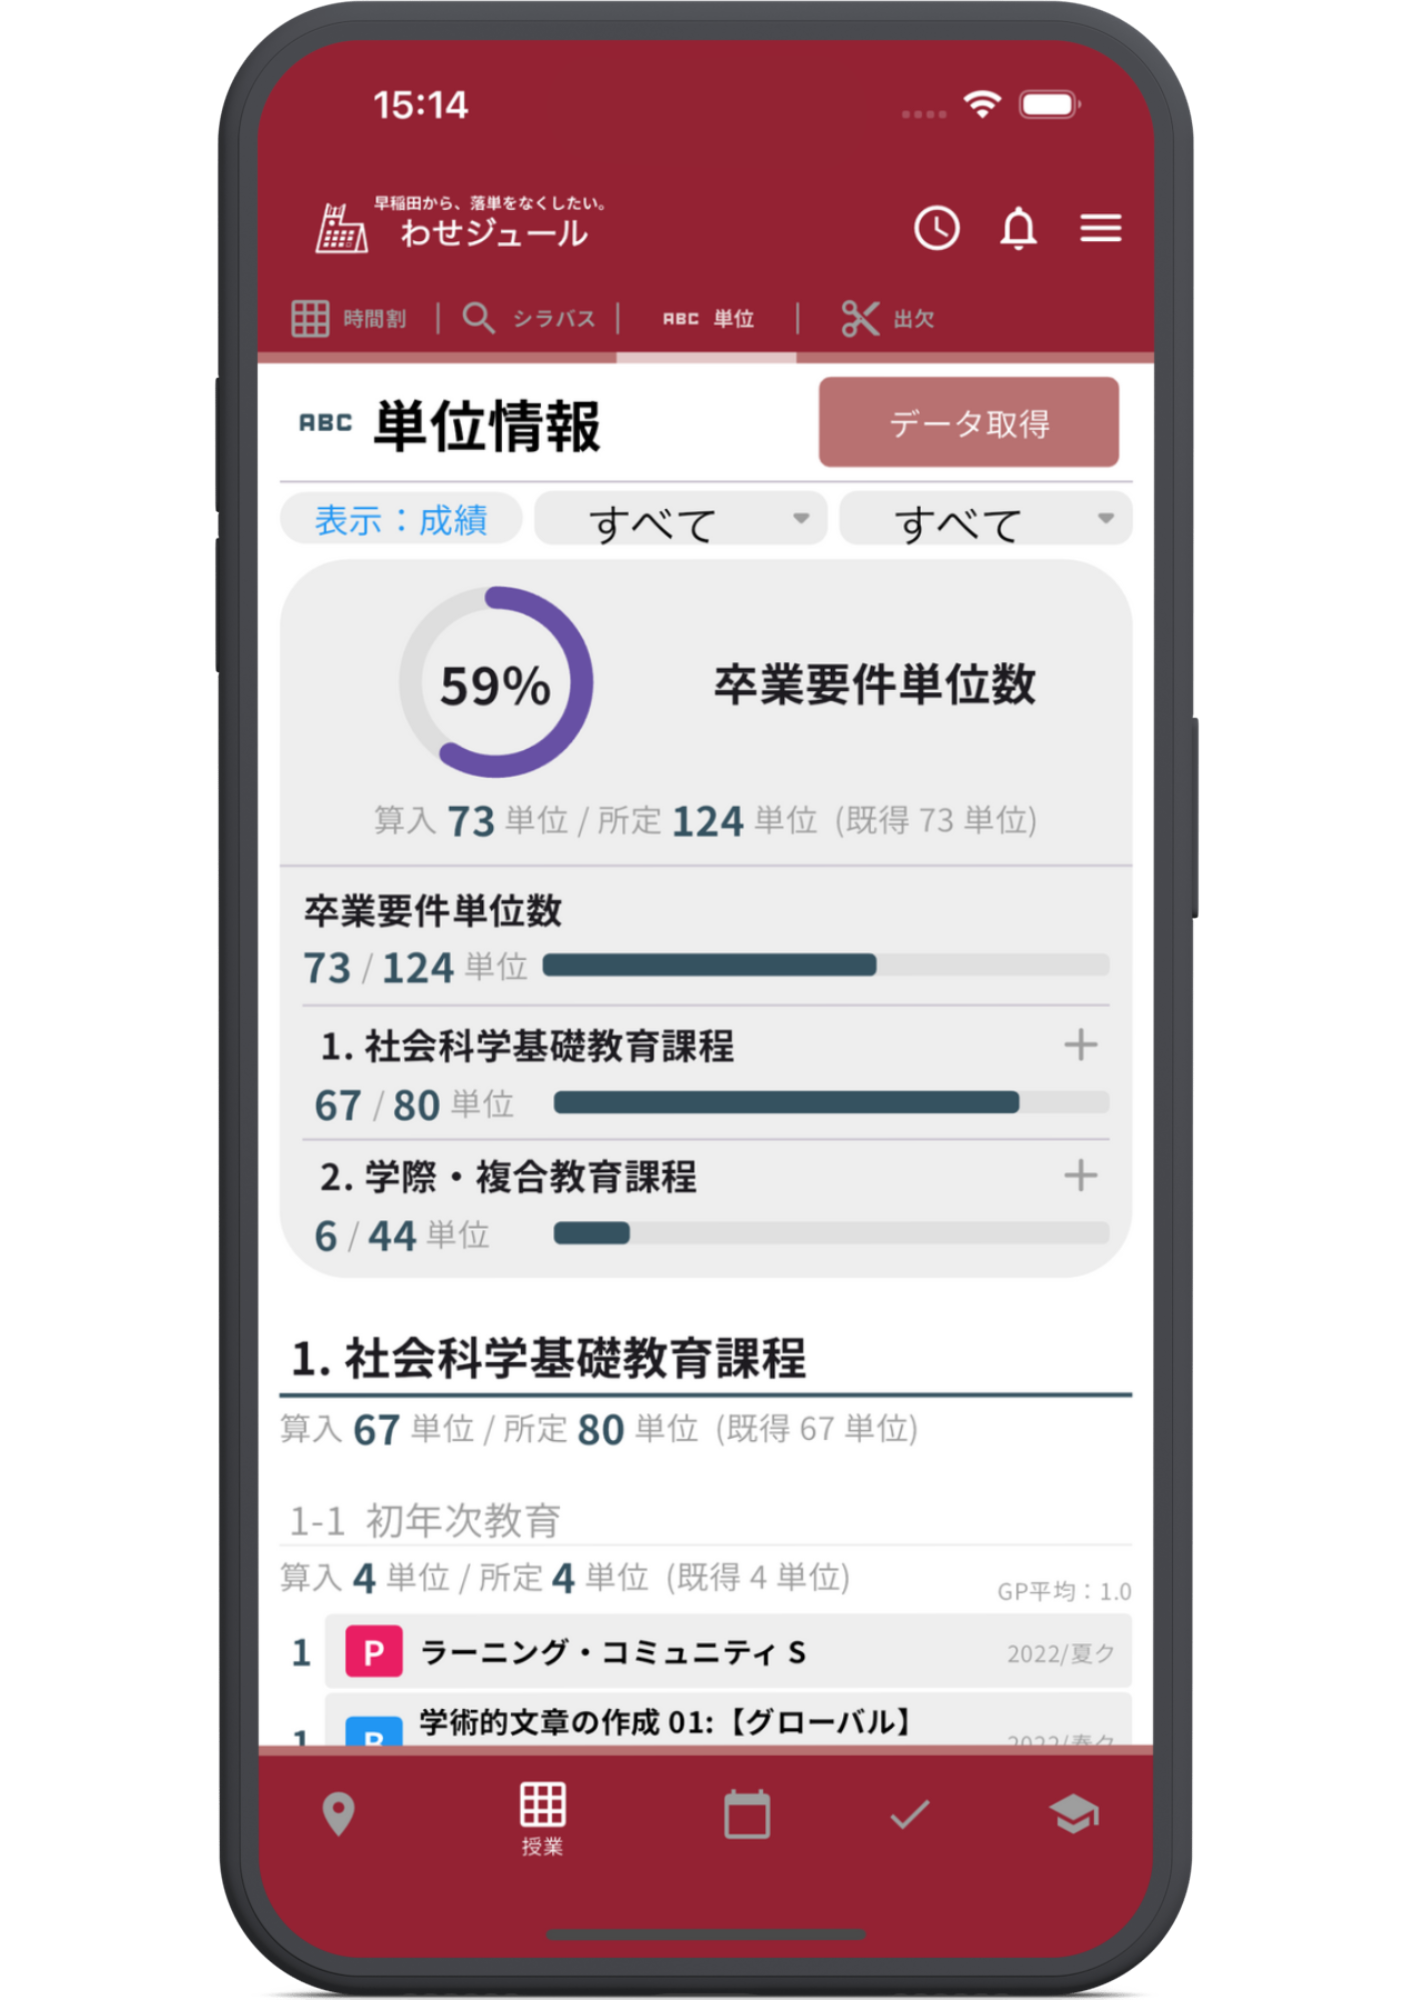 15:14
早稲田から、落単をなくしたい。
わせジュール
時間割 | シラバス | ABC 単位 | 出欠
ABC 単位情報 データ取得
表示：成績 すべて すべて
59% 卒業要件単位数
算入 73 単位 / 所定 124 単位 (既得 73 単位)
卒業要件単位数
73 / 124 単位
1. 社会科学基礎教育課程 +
67 / 80 単位
2. 学際・複合教育課程 +
6 / 44 単位
1. 社会科学基礎教育課程
算入 67 単位 / 所定 80 単位 (既得 67 単位)
1-1 初年次教育
算入 4 単位 / 所定 4 単位 (既得 4 単位) GP平均：1.0
1 P ラーニング・コミュニティ S 2022/夏ク
学術的文章の作成 01:【グローバル】
1 B 2022/春ク
授業